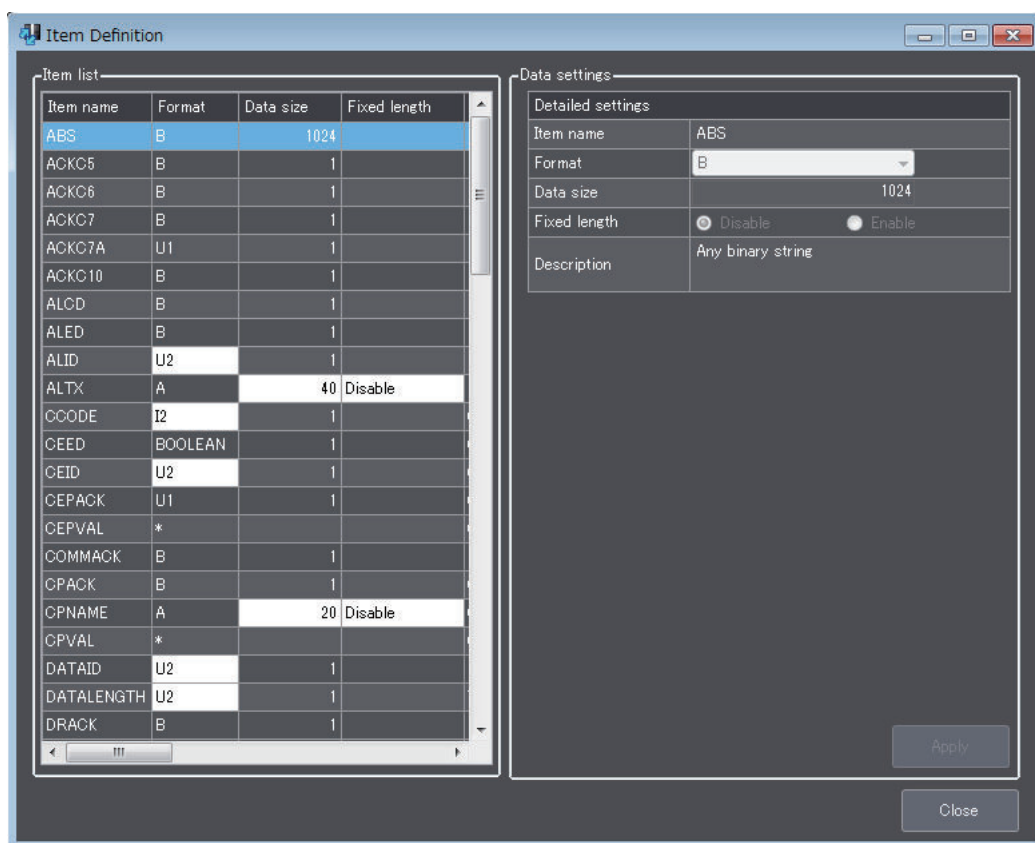 Item Definition
Item list
Item name Format Data size Fixed length
ABS B 1024
ACKC5 B 1
ACKC6 B 1
ACKC7 B 1
ACKC7A U1 1
ACKC10 B 1
ALCD B 1
ALED B 1
ALID U2 1
ALTX A 40 Disable
CCODE I2 1
CEED BOOLEAN 1
CEID U2 1
CEPACK U1 1
CEPVAL *
COMMACK B 1
CPACK B 1
CPNAME A 20 Disable
CPVAL *
DATAID U2 1
DATALENGTH U2 1
DRACK B 1
Data settings
Detailed settings
Item name ABS
Format B
Data size 1024
Fixed length Disable Enable
Description Any binary string
Apply
Close